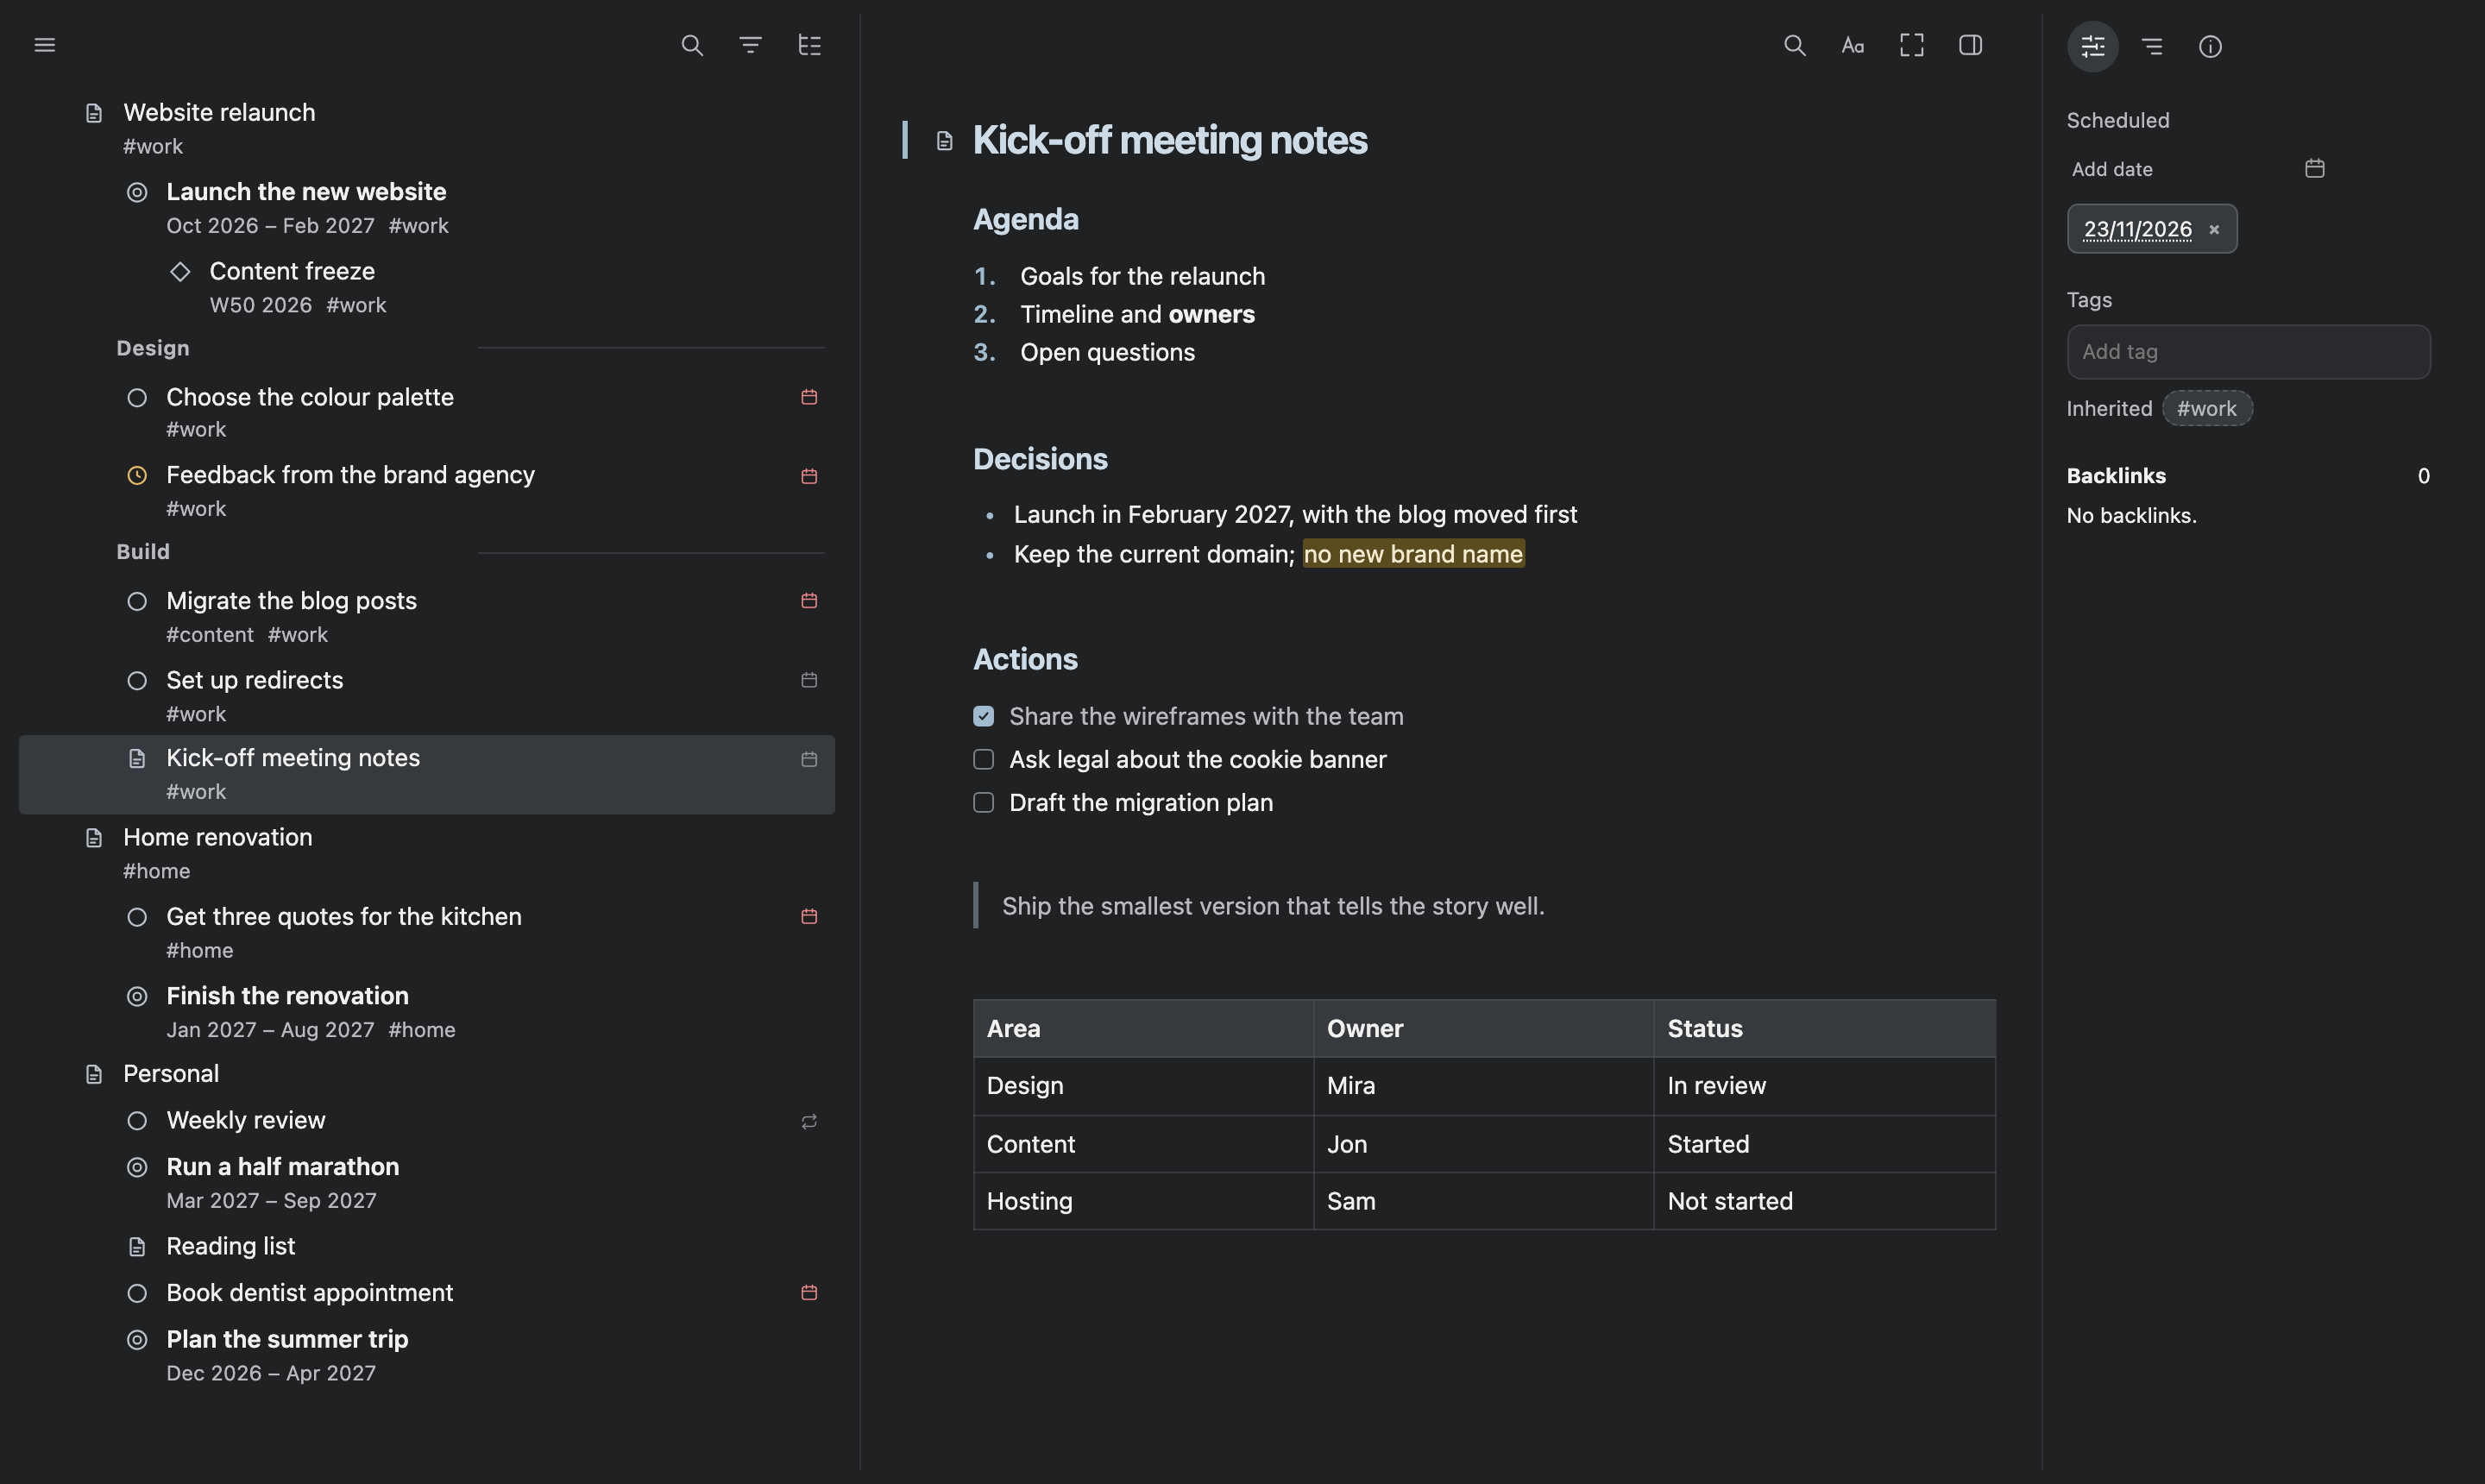 Website relaunch
#work
Launch the new website
Oct 2026 – Feb 2027 #work
Content freeze
W50 2026 #work
Design
Choose the colour palette
#work
Feedback from the brand agency
#work
Build
Migrate the blog posts
#content #work
Set up redirects
#work
Kick-off meeting notes
#work
Home renovation
#home
Get three quotes for the kitchen
#home
Finish the renovation
Jan 2027 – Aug 2027 #home
Personal
Weekly review
Run a half marathon
Mar 2027 – Sep 2027
Reading list
Book dentist appointment
Plan the summer trip
Dec 2026 – Apr 2027
Aa
Kick-off meeting notes
Agenda
1. Goals for the relaunch
2. Timeline and owners
3. Open questions
Decisions
• Launch in February 2027, with the blog moved first
• Keep the current domain; no new brand name
Actions
Share the wireframes with the team
Ask legal about the cookie banner
Draft the migration plan
Ship the smallest version that tells the story well.
Area Owner Status
Design Mira In review
Content Jon Started
Hosting Sam Not started
Scheduled
Add date
23/11/2026 ×
Tags
Add tag
Inherited #work
Backlinks 0
No backlinks.